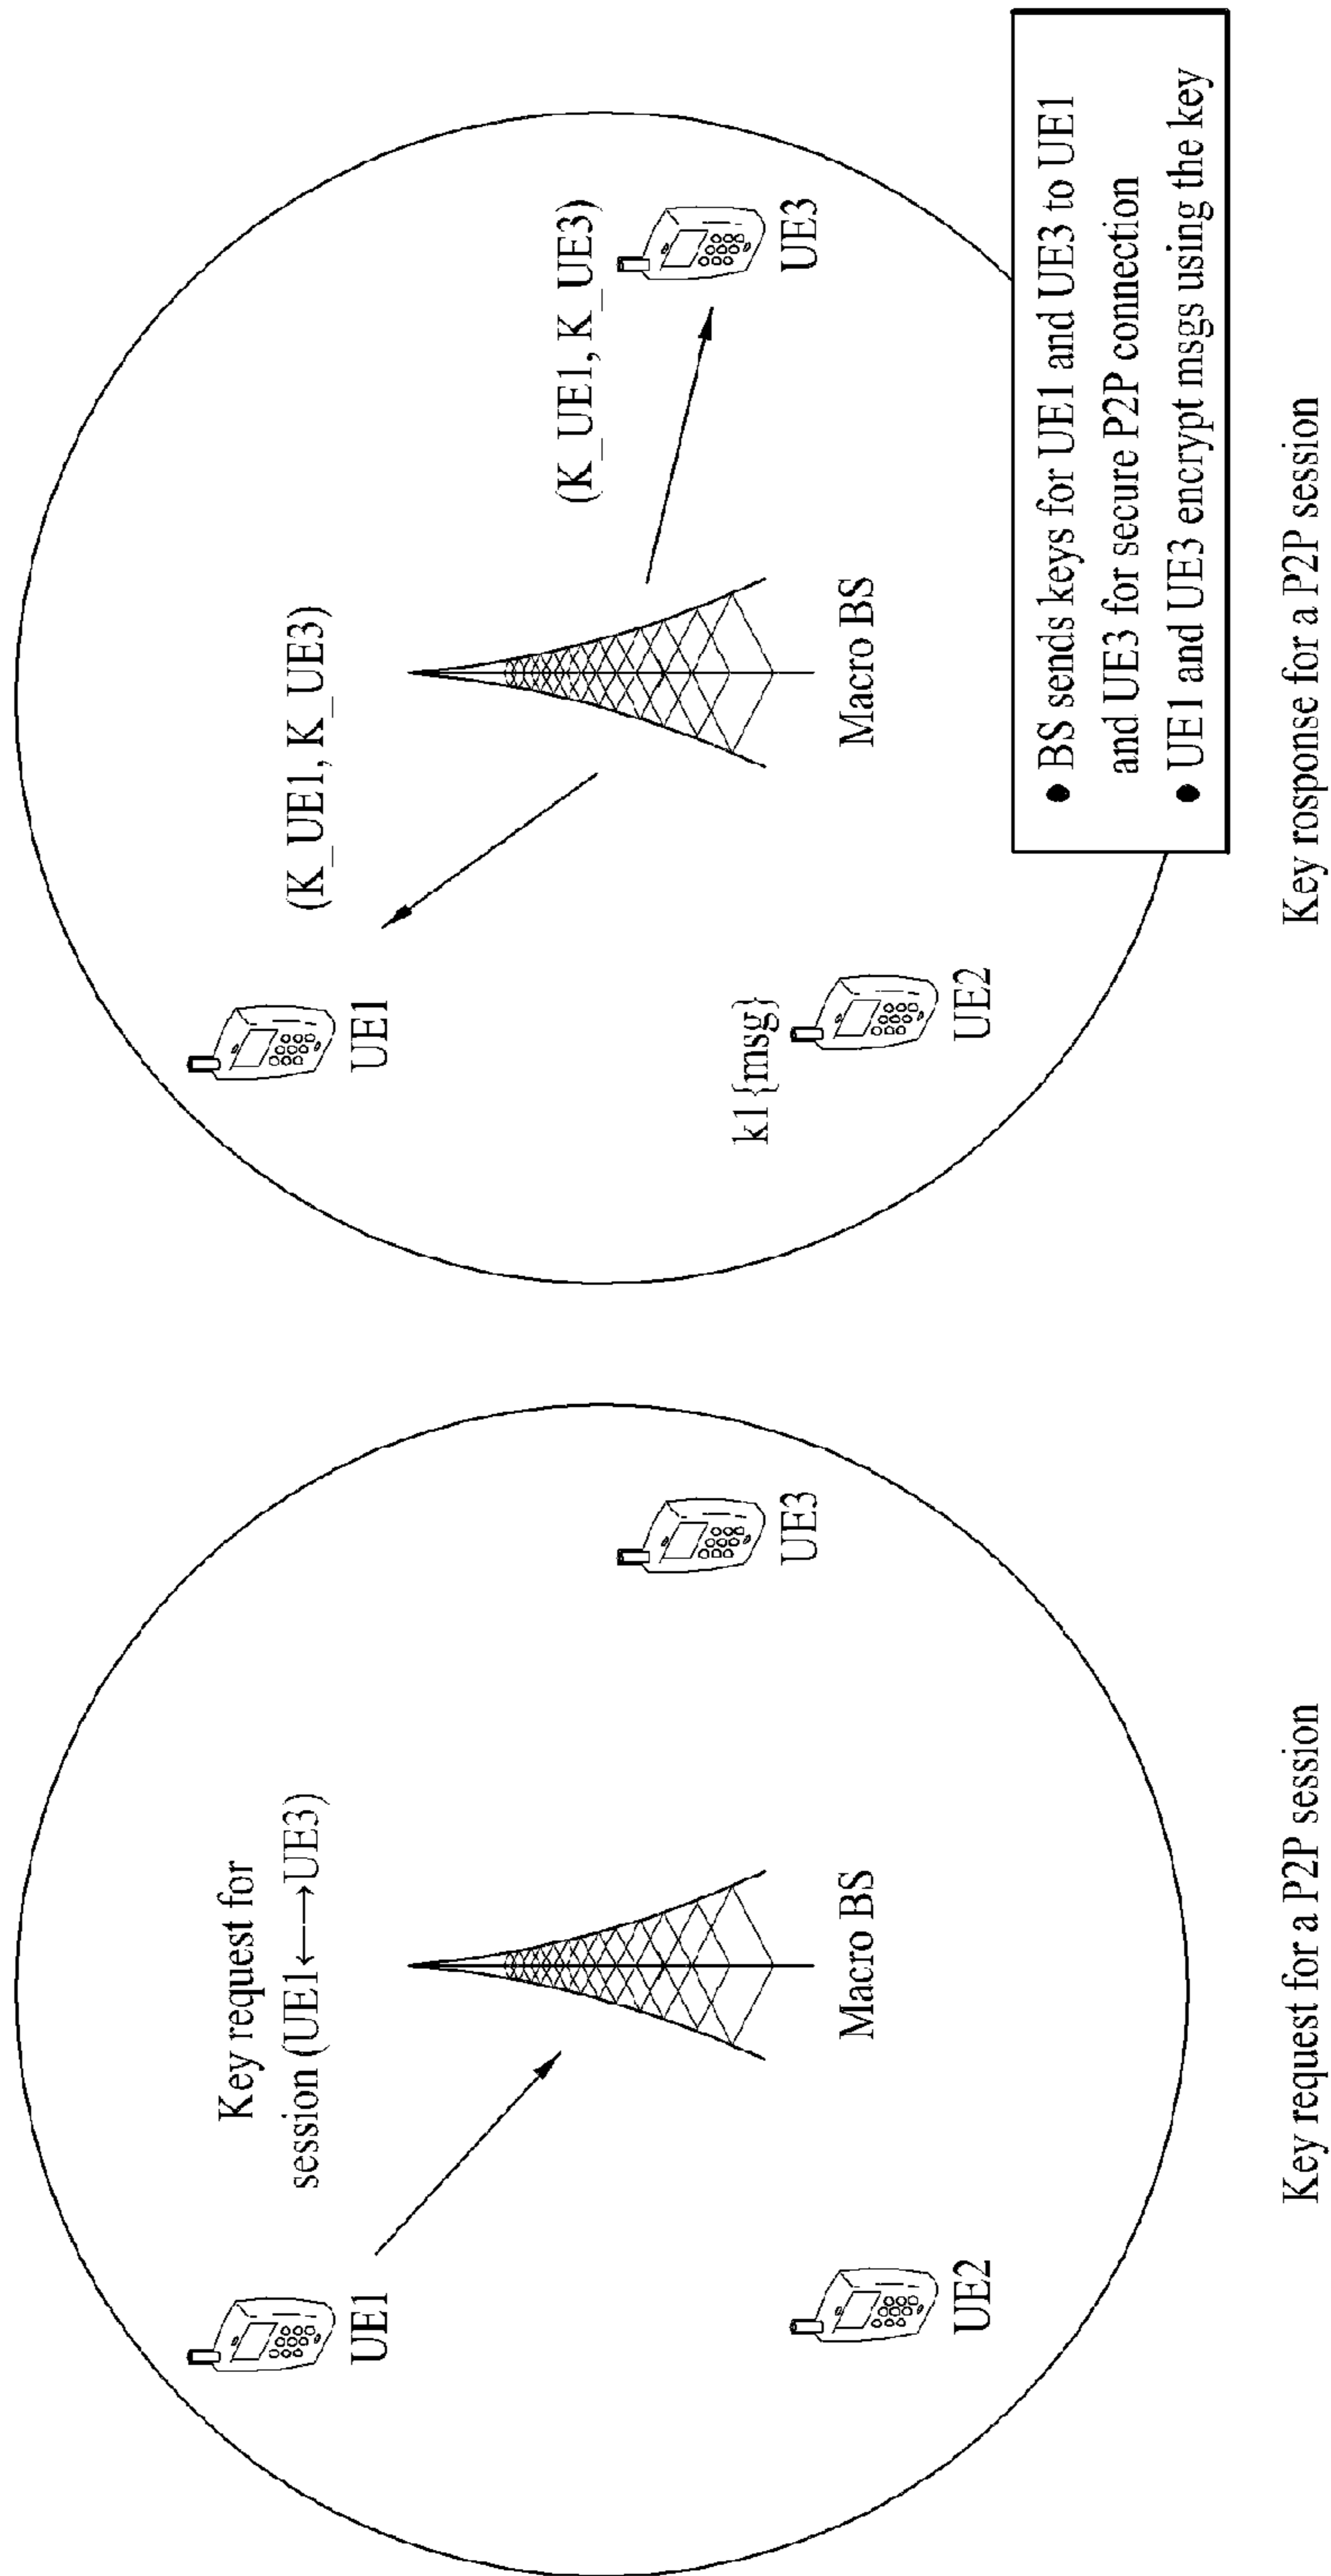 Key request for
session (UE1←→UE3)
UE1
UE3
Macro BS
UE2
Key request for a P2P session
(K_UE1, K_UE3)
UE1
(K_UE1, K_UE3)
UE3
k1{msg}
Macro BS
UE2
● BS sends keys for UE1 and UE3 to UE1
and UE3 for secure P2P connection
● UE1 and UE3 encrypt msgs using the key
Key rosponse for a P2P session